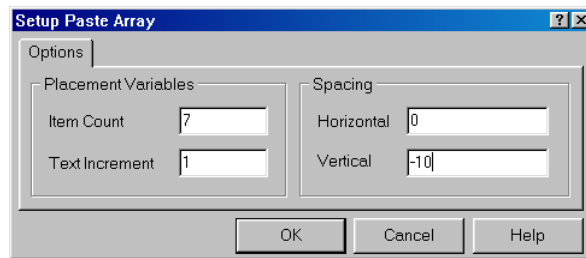 Setup Paste Array
Options
Placement Variables
Item Count 7
Text Increment 1
Spacing
Horizontal 0
Vertical -10
OK Cancel Help